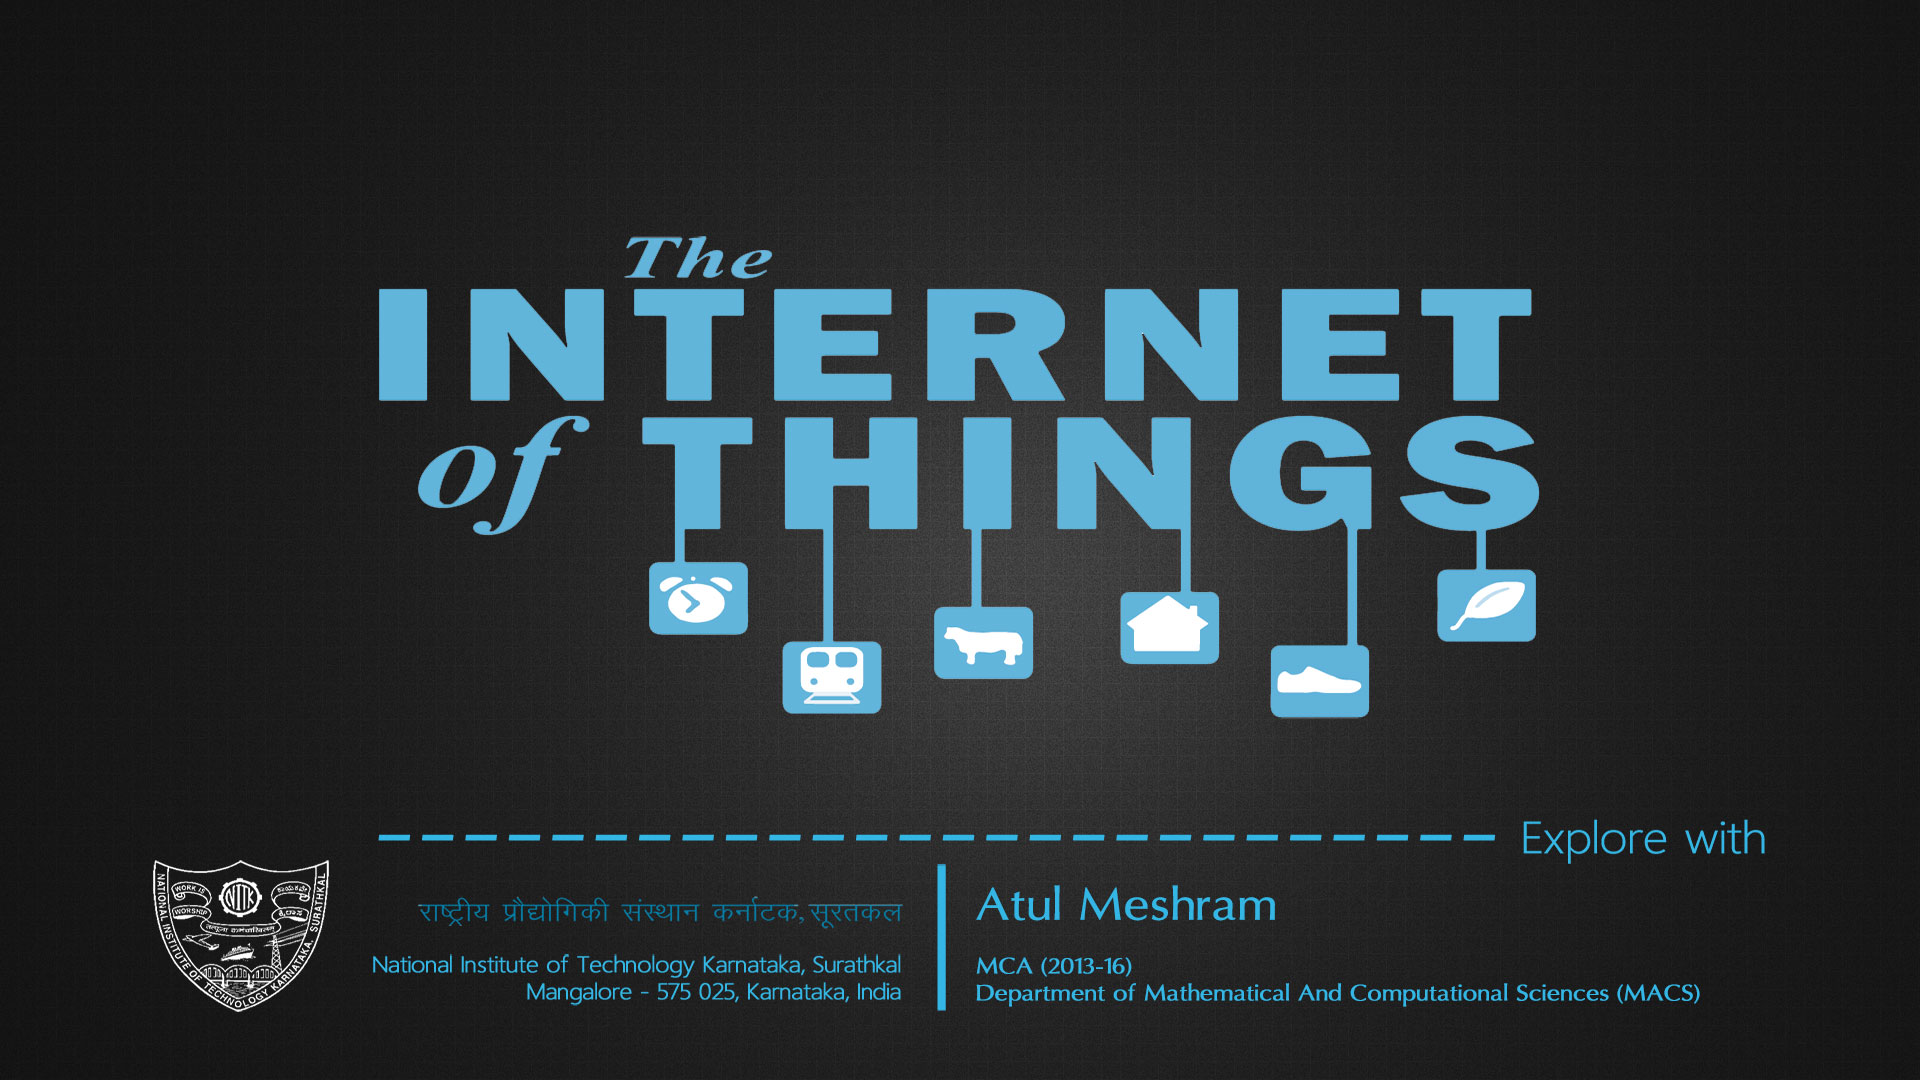 The
INTERNET
of THINGS
Explore with
NATIONAL INSTITUTE OF TECHNOLOGY KARNATAKA, SURATHKAL
WORK IS
WORSHIP
NITK
राष्ट्रीय प्रौद्योगिकी संस्थान कर्नाटक, सूरतकल
National Institute of Technology Karnataka, Surathkal
Mangalore - 575 025, Karnataka, India
Atul Meshram
MCA (2013-16)
Department of Mathematical And Computational Sciences (MACS)